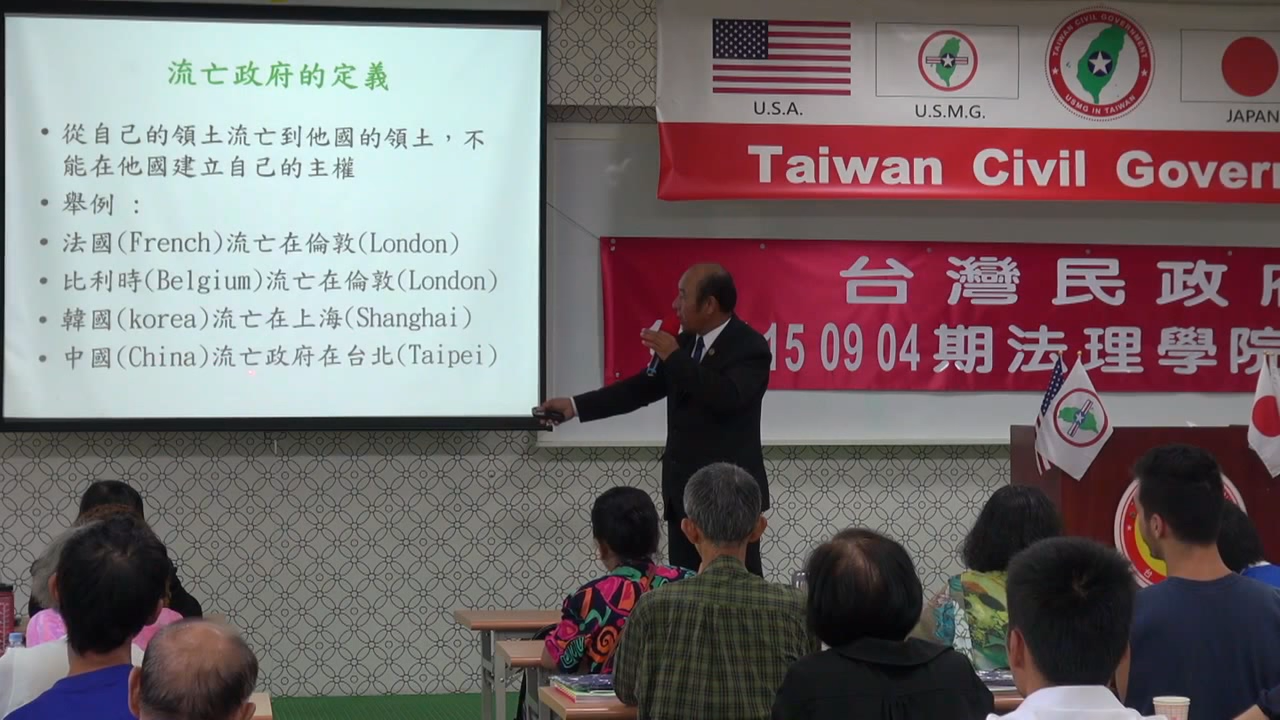 流亡政府的定義
• 從自己的領土流亡到他國的領土，不
能在他國建立自己的主權
• 舉例：
• 法國(French)流亡在倫敦(London)
• 比利時(Belgium)流亡在倫敦(London)
• 韓國(korea)流亡在上海(Shanghai)
• 中國(China)流亡政府在台北(Taipei)
U.S.A.
U.S.M.G.
TAIWAN CIVIL GOVERNMENT
USMG IN TAIWAN
JAPAN
Taiwan Civil Govern
台灣民政府
15 09 04 期法理學院